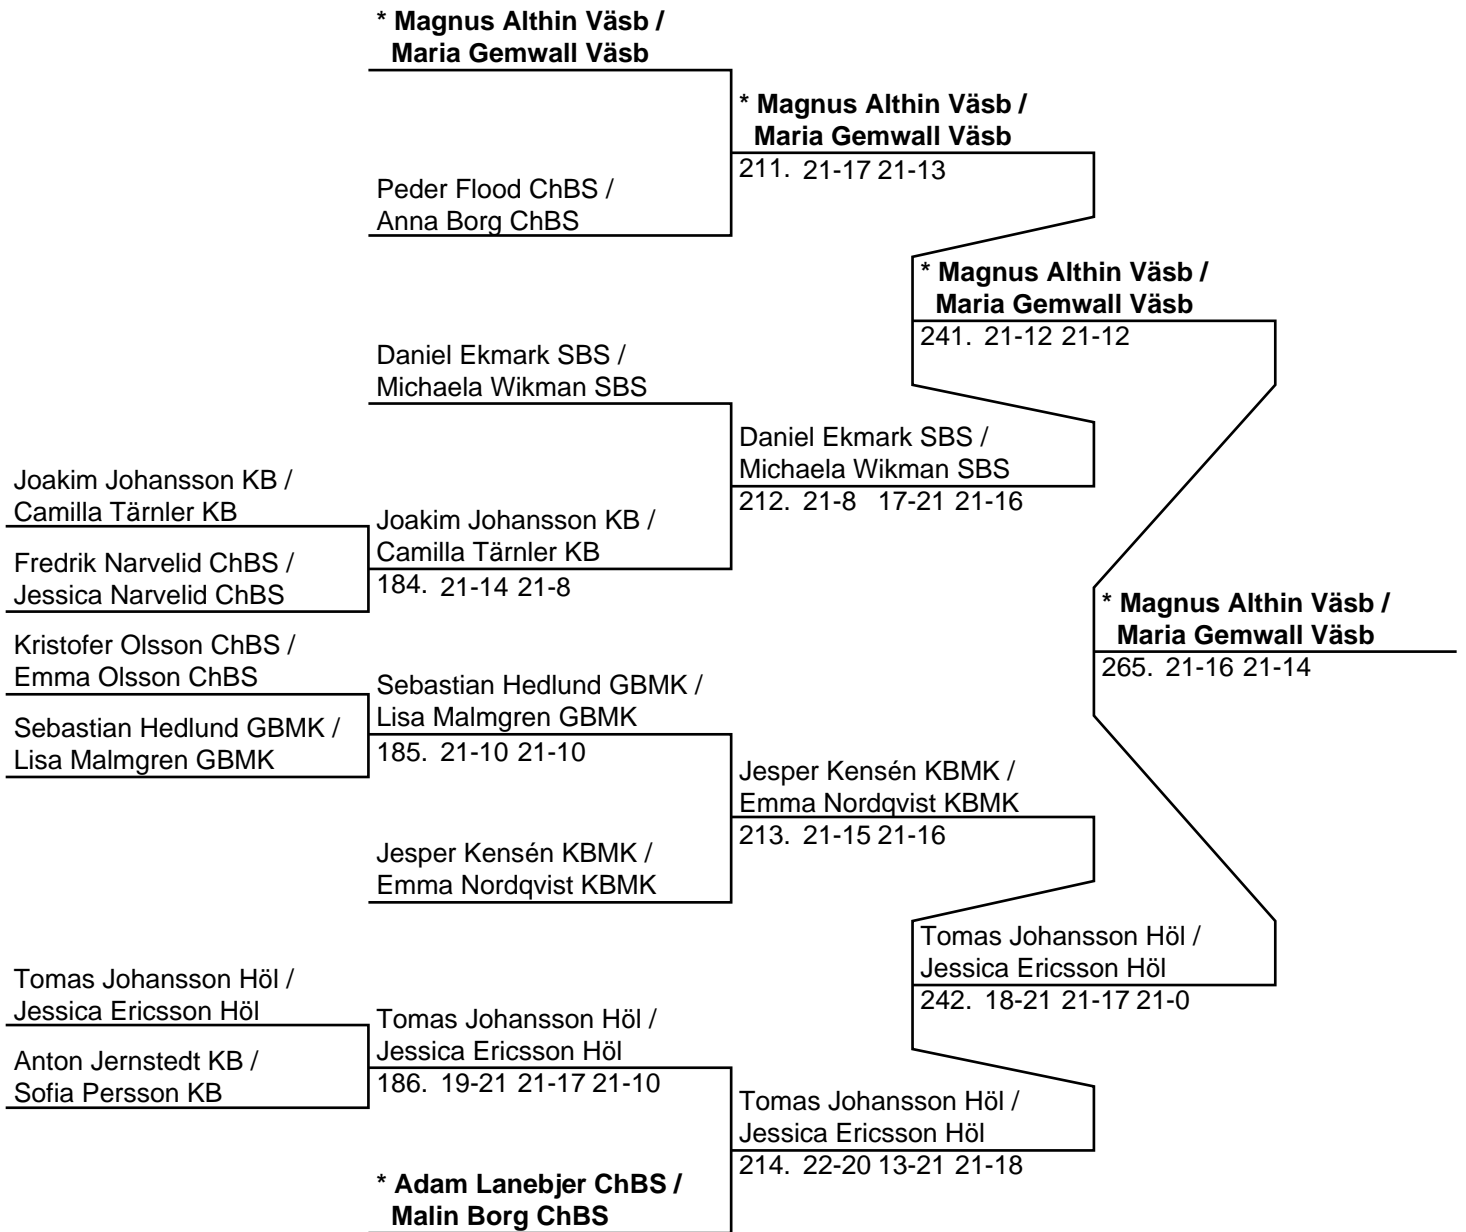 * Magnus Althin Väsb /
Maria Gemwall Väsb
* Magnus Althin Väsb /
Maria Gemwall Väsb
211. 21-17 21-13
Peder Flood ChBS /
Anna Borg ChBS
* Magnus Althin Väsb /
Maria Gemwall Väsb
241. 21-12 21-12
Daniel Ekmark SBS /
Michaela Wikman SBS
Daniel Ekmark SBS /
Michaela Wikman SBS
212. 21-8 17-21 21-16
Joakim Johansson KB /
Camilla Tärnler KB
Joakim Johansson KB /
Camilla Tärnler KB
184. 21-14 21-8
Fredrik Narvelid ChBS /
Jessica Narvelid ChBS
* Magnus Althin Väsb /
Maria Gemwall Väsb
265. 21-16 21-14
Kristofer Olsson ChBS /
Emma Olsson ChBS
Sebastian Hedlund GBMK /
Lisa Malmgren GBMK
185. 21-10 21-10
Sebastian Hedlund GBMK /
Lisa Malmgren GBMK
Jesper Kensén KBMK /
Emma Nordqvist KBMK
213. 21-15 21-16
Jesper Kensén KBMK /
Emma Nordqvist KBMK
Tomas Johansson Höl /
Jessica Ericsson Höl
242. 18-21 21-17 21-0
Tomas Johansson Höl /
Jessica Ericsson Höl
Tomas Johansson Höl /
Jessica Ericsson Höl
186. 19-21 21-17 21-10
Anton Jernstedt KB /
Sofia Persson KB
Tomas Johansson Höl /
Jessica Ericsson Höl
214. 22-20 13-21 21-18
* Adam Lanebjer ChBS /
Malin Borg ChBS